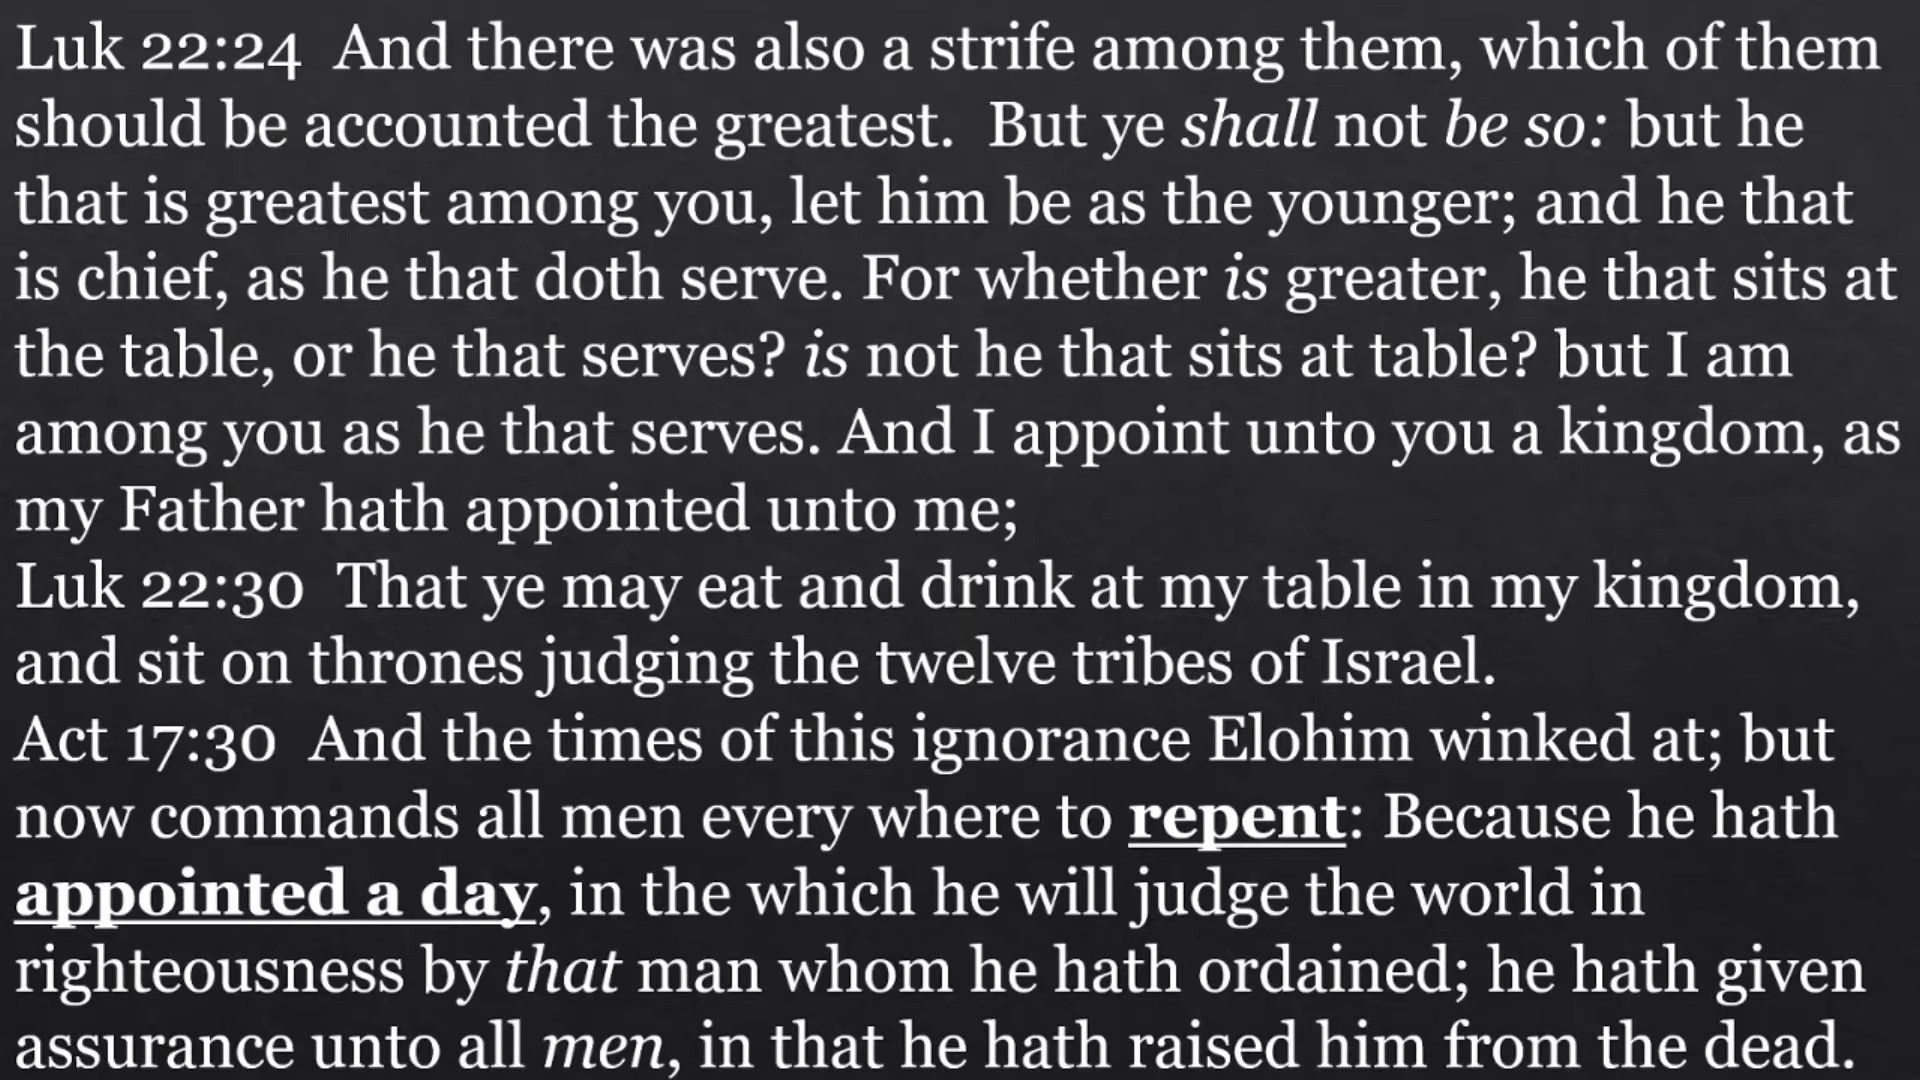 Luk 22:24  And there was also a strife among them, which of them
should be accounted the greatest.  But ye shall not be so: but he
that is greatest among you, let him be as the younger; and he that
is chief, as he that doth serve. For whether is greater, he that sits at
the table, or he that serves? is not he that sits at table? but I am
among you as he that serves. And I appoint unto you a kingdom, as
my Father hath appointed unto me;
Luk 22:30  That ye may eat and drink at my table in my kingdom,
and sit on thrones judging the twelve tribes of Israel.
Act 17:30  And the times of this ignorance Elohim winked at; but
now commands all men every where to repent: Because he hath
appointed a day, in the which he will judge the world in
righteousness by that man whom he hath ordained; he hath given
assurance unto all men, in that he hath raised him from the dead.